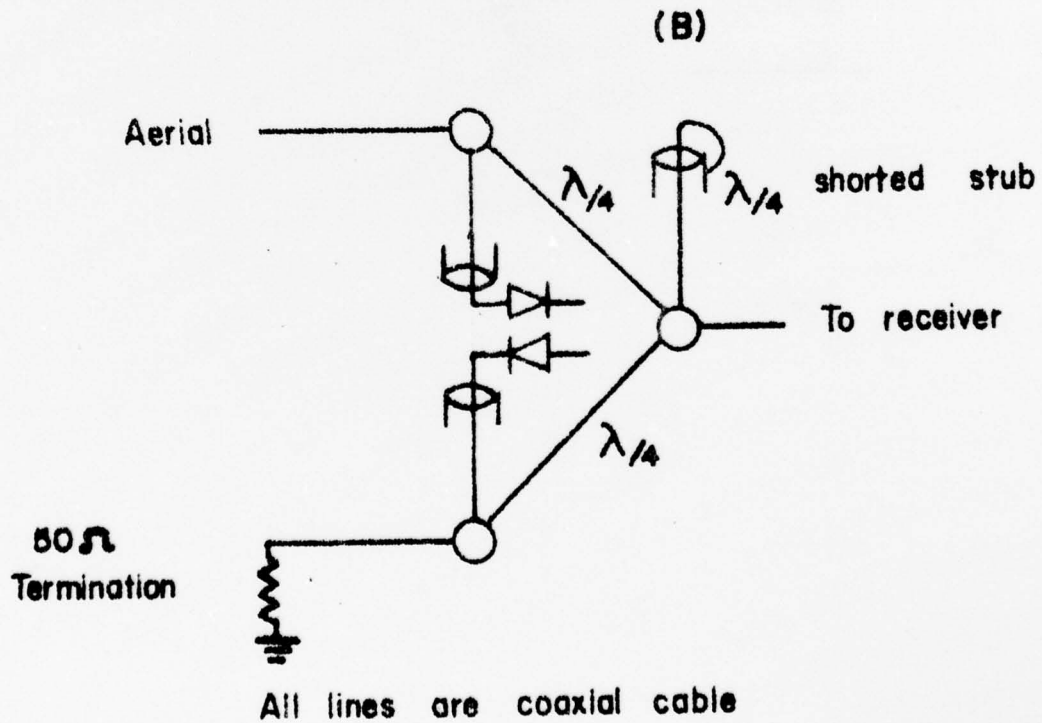 (B)
Aerial
λ/4
λ/4 shorted stub
To receiver
λ/4
50Ω
Termination
All lines are coaxial cable